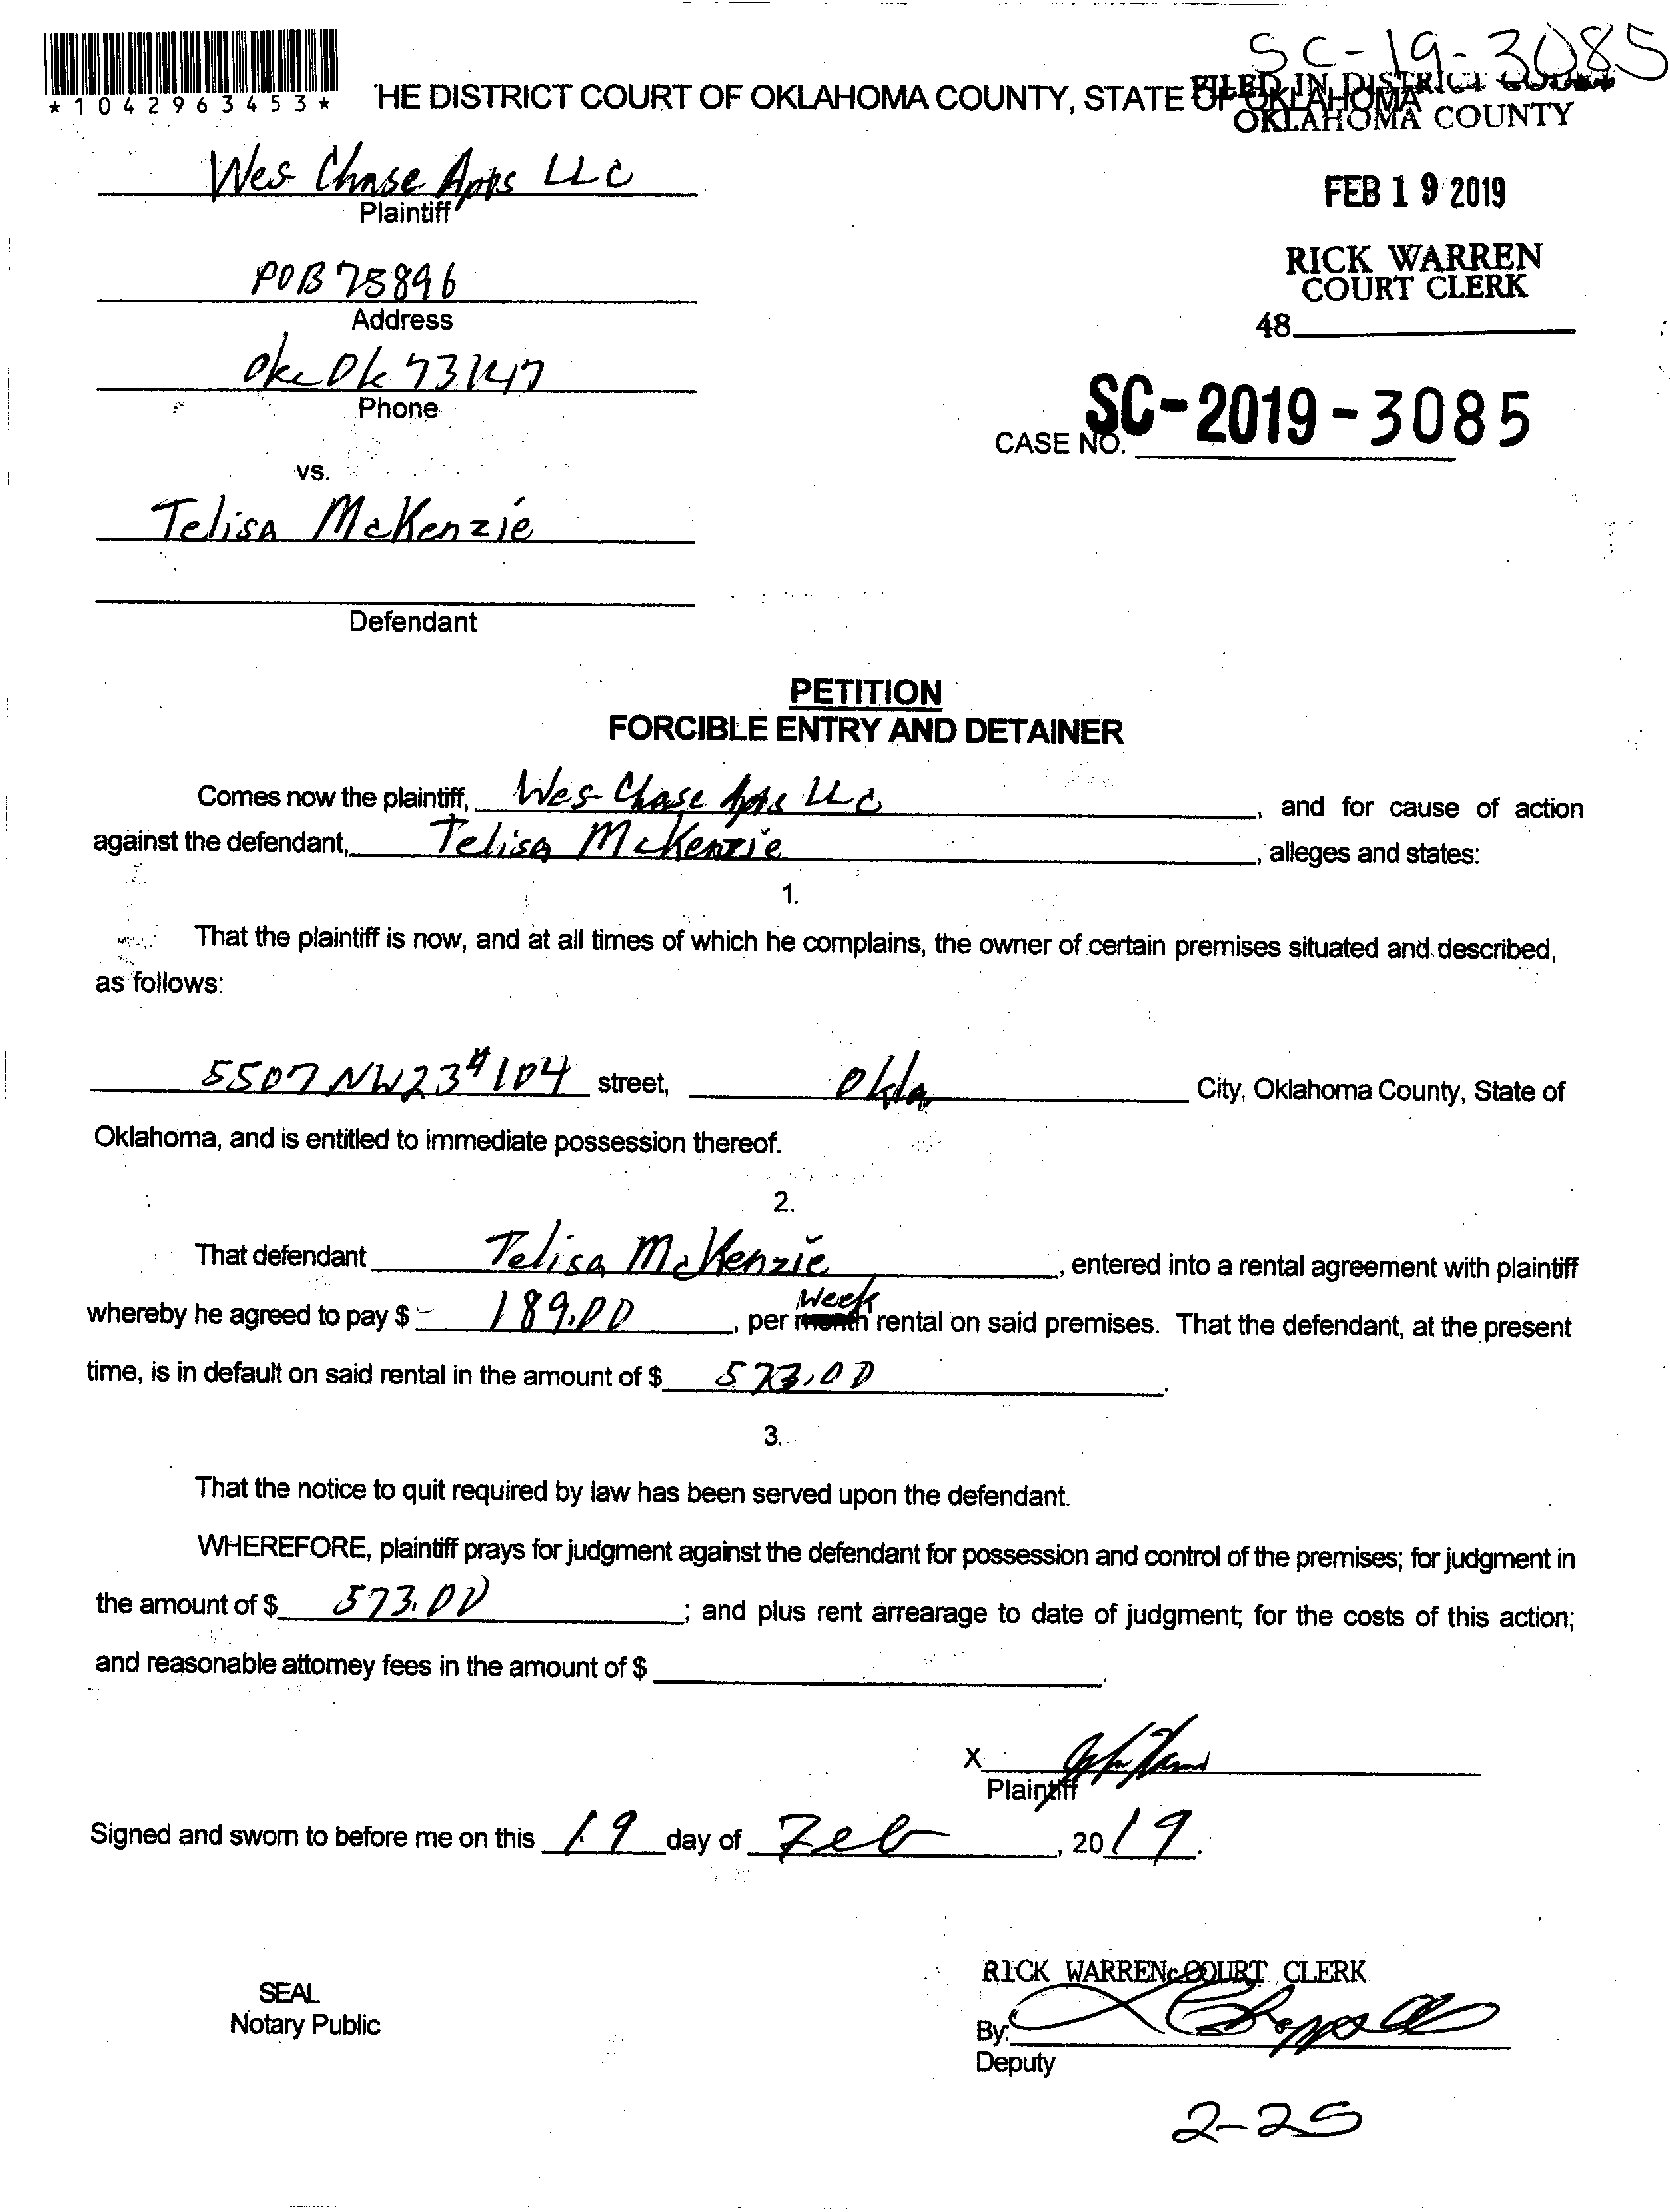 SC-19-3085
*1042963453*
HE DISTRICT COURT OF OKLAHOMA COUNTY, STATE OF OKLAHOMA
FILED IN DISTRICT COURT
OKLAHOMA COUNTY
Wes Chase Apts LLC
Plaintiff
FEB 19 2019
POB 75896
Address
RICK WARREN
COURT CLERK
48
Okc Ok 73147
Phone
SC-2019-3085
CASE NO.
vs.
Telisa McKenzie
Defendant
PETITION
FORCIBLE ENTRY AND DETAINER
Comes now the plaintiff, Wes Chase Apts LLC, and for cause of action
against the defendant, Telisa McKenzie, alleges and states:
1.
That the plaintiff is now, and at all times of which he complains, the owner of certain premises situated and described,
as follows:
5507 NW 23 #104 street, Okla City, Oklahoma County, State of
Oklahoma, and is entitled to immediate possession thereof.
2.
That defendant Telisa McKenzie, entered into a rental agreement with plaintiff
Week
whereby he agreed to pay $ 189.00, per month rental on said premises. That the defendant, at the present
time, is in default on said rental in the amount of $ 573.00.
3.
That the notice to quit required by law has been served upon the defendant.
WHEREFORE, plaintiff prays for judgment against the defendant for possession and control of the premises; for judgment in
the amount of $ 573.00; and plus rent arrearage to date of judgment; for the costs of this action;
and reasonable attorney fees in the amount of $
X
Plaintiff
Signed and sworn to before me on this 19 day of Feb, 2019.
RICK WARREN, COURT CLERK
SEAL
Notary Public
By:
Deputy
2-25